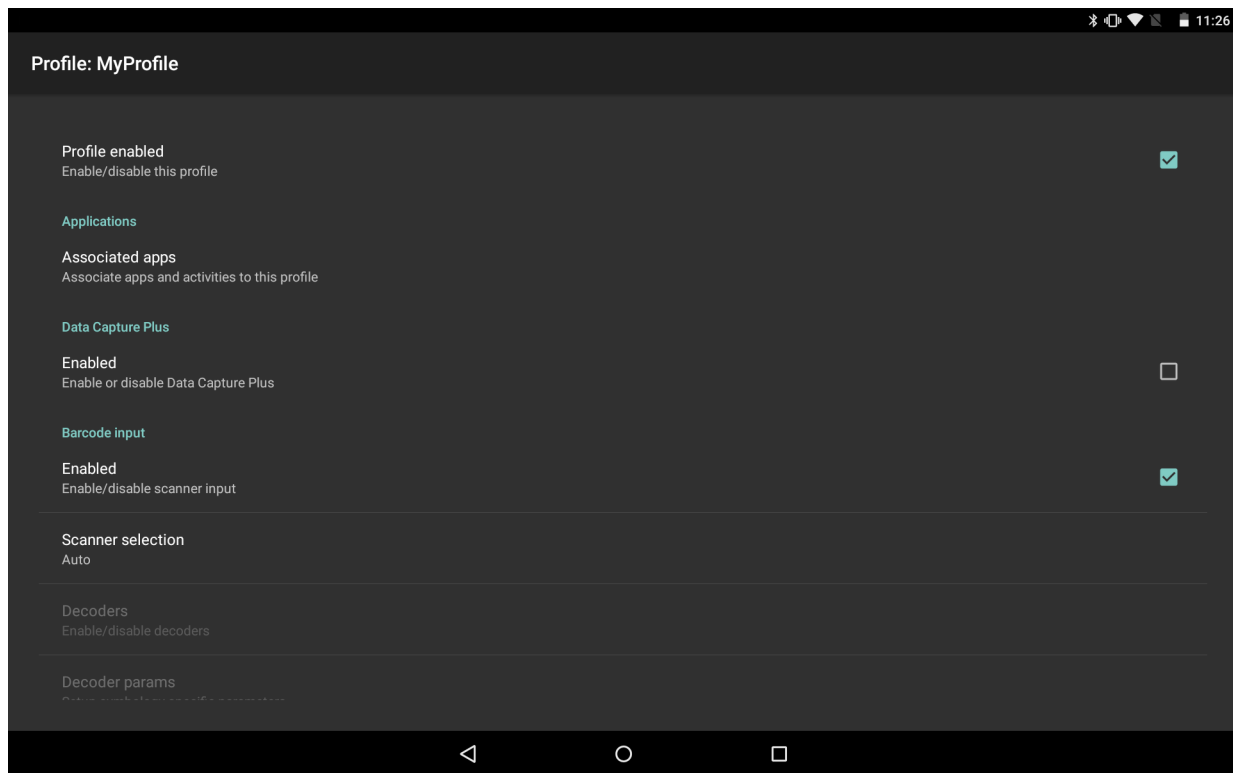 11:26
Profile: MyProfile
Profile enabled
Enable/disable this profile
Applications
Associated apps
Associate apps and activities to this profile
Data Capture Plus
Enabled
Enable or disable Data Capture Plus
Barcode input
Enabled
Enable/disable scanner input
Scanner selection
Auto
Decoders
Enable/disable decoders
Decoder params